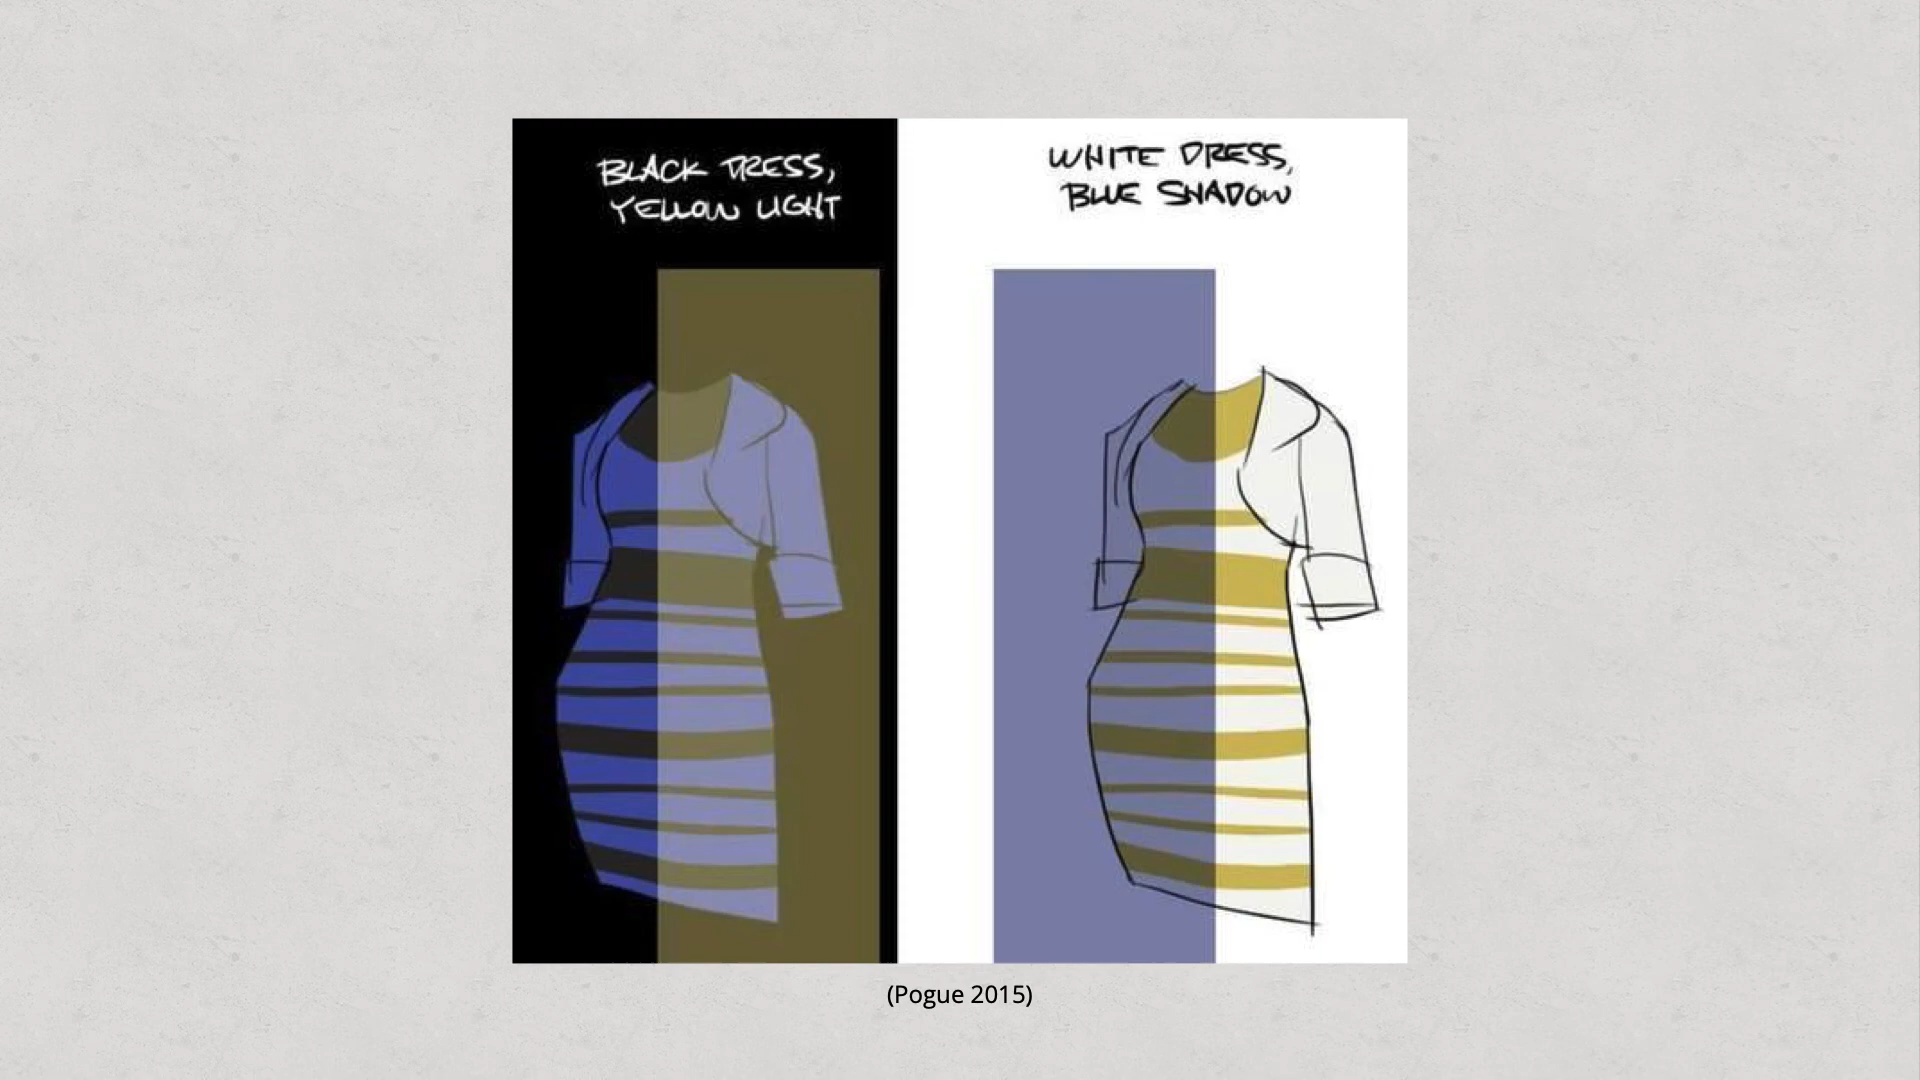 BLACK DRESS,
YELLOW LIGHT
WHITE DRESS,
BLUE SHADOW
(Pogue 2015)